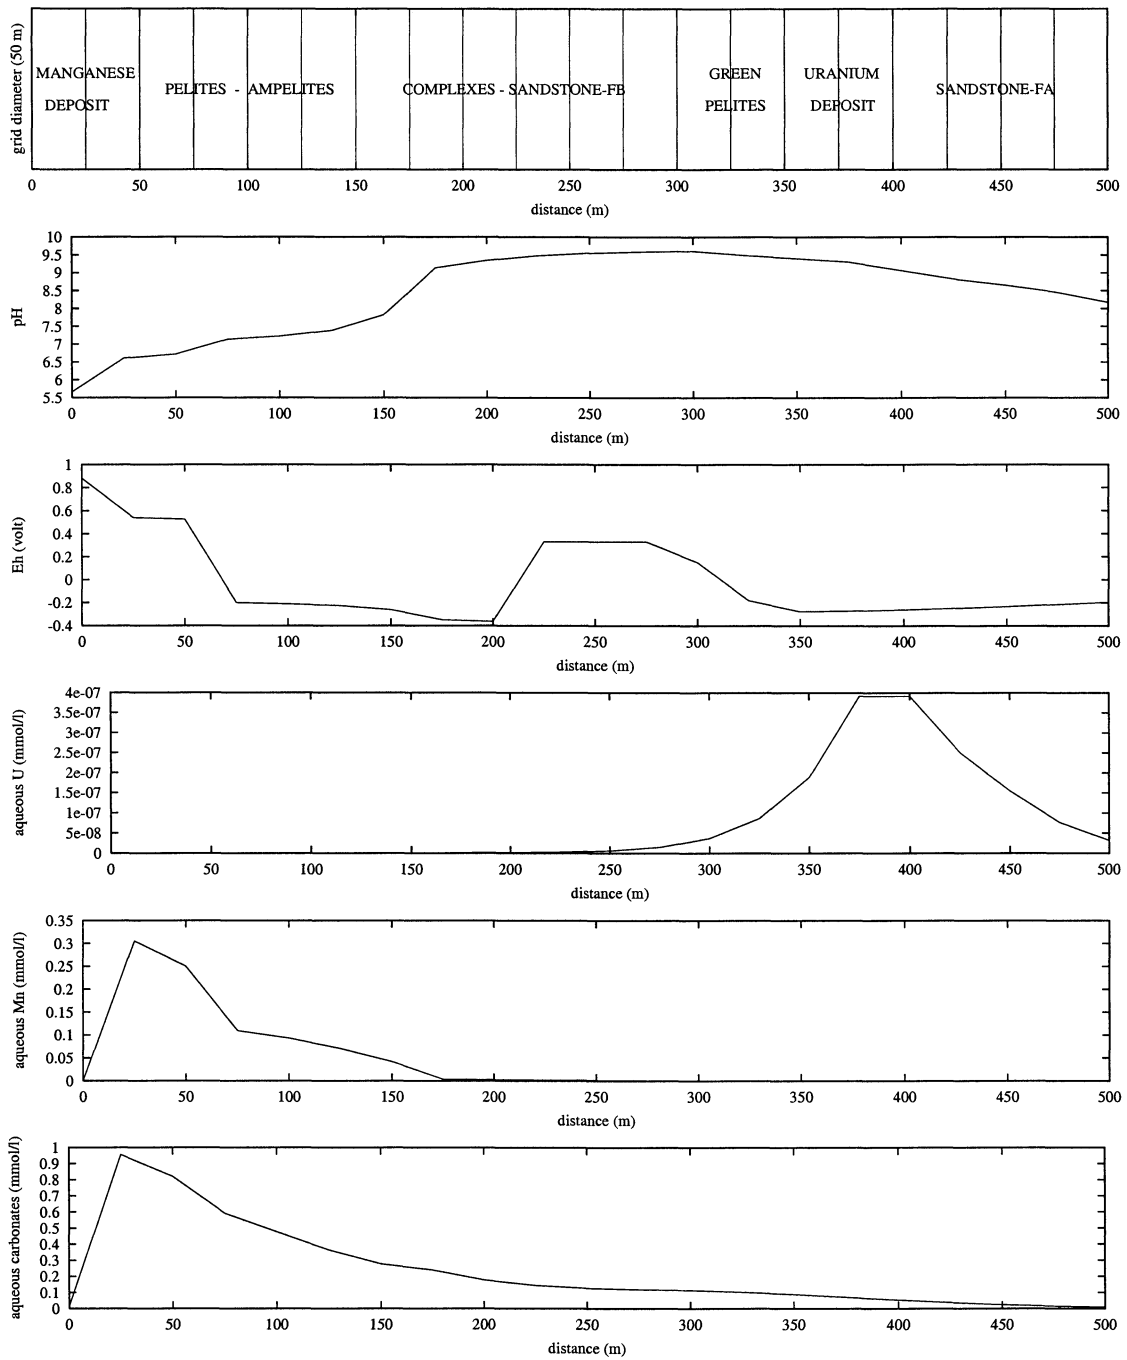 grid diameter (50 m)
MANGANESE DEPOSIT
PELITES - AMPELITES
COMPLEXES - SANDSTONE-FB
GREEN PELITES
URANIUM DEPOSIT
SANDSTONE-FA
0 50 100 150 200 250 300 350 400 450 500
distance (m)
pH
10
9.5
9
8.5
8
7.5
7
6.5
6
5.5
0 50 100 150 200 250 300 350 400 450 500
distance (m)
Eh (volt)
1
0.8
0.6
0.4
0.2
0
-0.2
-0.4
0 50 100 150 200 250 300 350 400 450 500
distance (m)
aqueous U (mmol/l)
4e-07
3.5e-07
3e-07
2.5e-07
2e-07
1.5e-07
1e-07
5e-08
0
0 50 100 150 200 250 300 350 400 450 500
distance (m)
aqueous Mn (mmol/l)
0.35
0.3
0.25
0.2
0.15
0.1
0.05
0
0 50 100 150 200 250 300 350 400 450 500
distance (m)
aqueous carbonates (mmol/l)
1
0.9
0.8
0.7
0.6
0.5
0.4
0.3
0.2
0.1
0
0 50 100 150 200 250 300 350 400 450 500
distance (m)